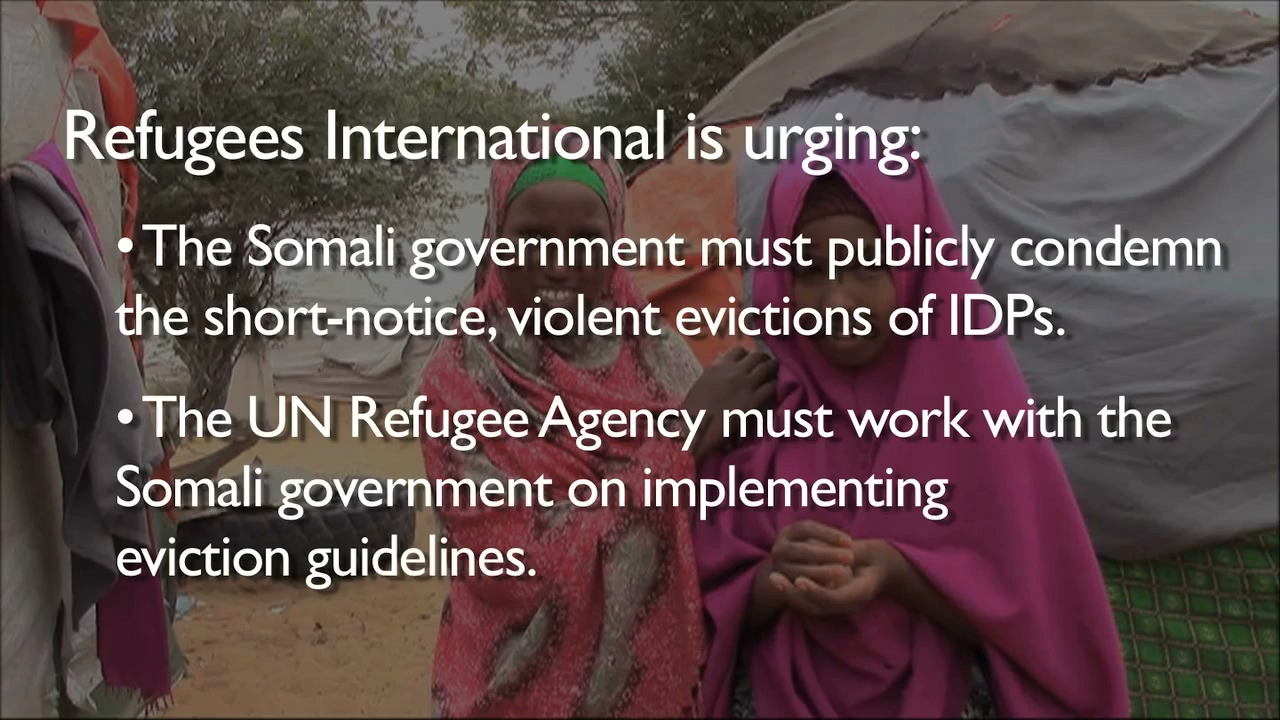 Refugees International is urging:
• The Somali government must publicly condemn
the short-notice, violent evictions of IDPs.
• The UN Refugee Agency must work with the
Somali government on implementing
eviction guidelines.